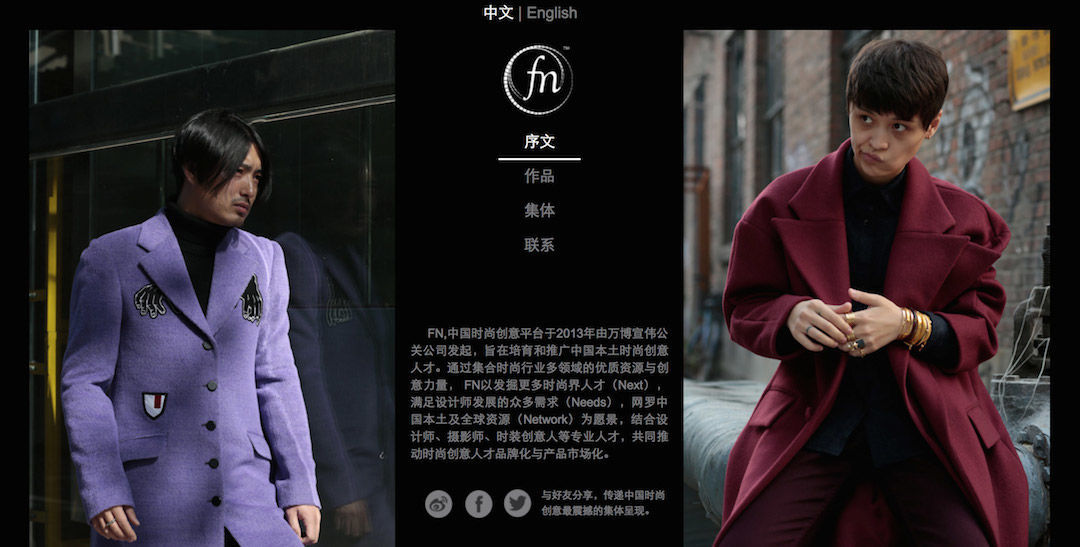 中文 | English
fn™
序文
作品
集体
联系
FN,中国时尚创意平台于2013年由万博宣伟公
关公司发起，旨在培育和推广中国本土时尚创意
人才。通过集合时尚行业多领域的优质资源与创
意力量， FN以发掘更多时尚界人才（Next），
满足设计师发展的众多需求（Needs），网罗中
国本土及全球资源（Network）为愿景，结合设
计师、摄影师、时装创意人等专业人才，共同推
动时尚创意人才品牌化与产品市场化。
与好友分享，传递中国时尚
创意最震撼的集体呈现。